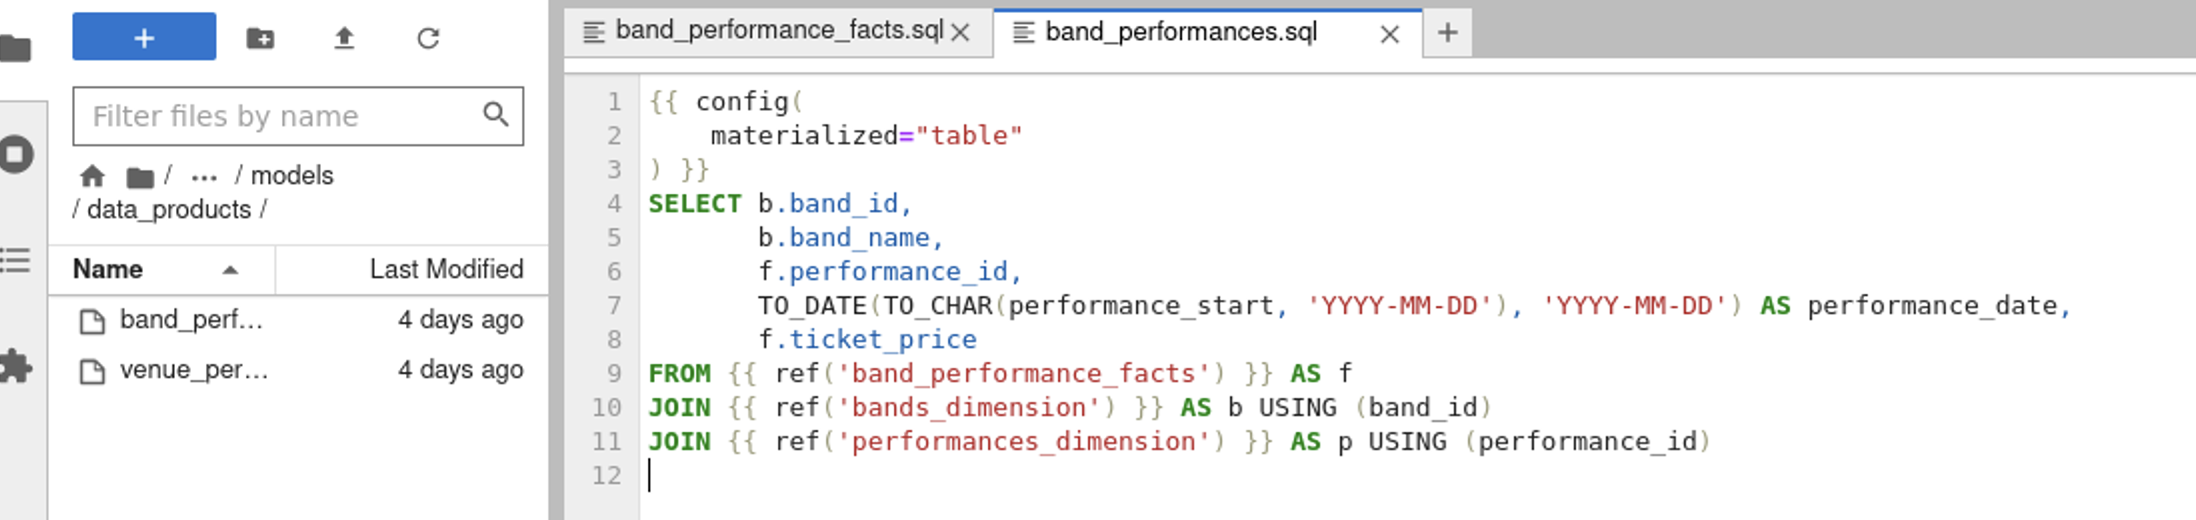 +
Filter files by name
/ ... / models
/ data_products /
Name Last Modified
band_perf... 4 days ago
venue_per... 4 days ago
band_performance_facts.sql band_performances.sql +
1 {{ config(
2     materialized="table"
3 ) }}
4 SELECT b.band_id,
5        b.band_name,
6        f.performance_id,
7        TO_DATE(TO_CHAR(performance_start, 'YYYY-MM-DD'), 'YYYY-MM-DD') AS performance_date,
8        f.ticket_price
9 FROM {{ ref('band_performance_facts') }} AS f
10 JOIN {{ ref('bands_dimension') }} AS b USING (band_id)
11 JOIN {{ ref('performances_dimension') }} AS p USING (performance_id)
12